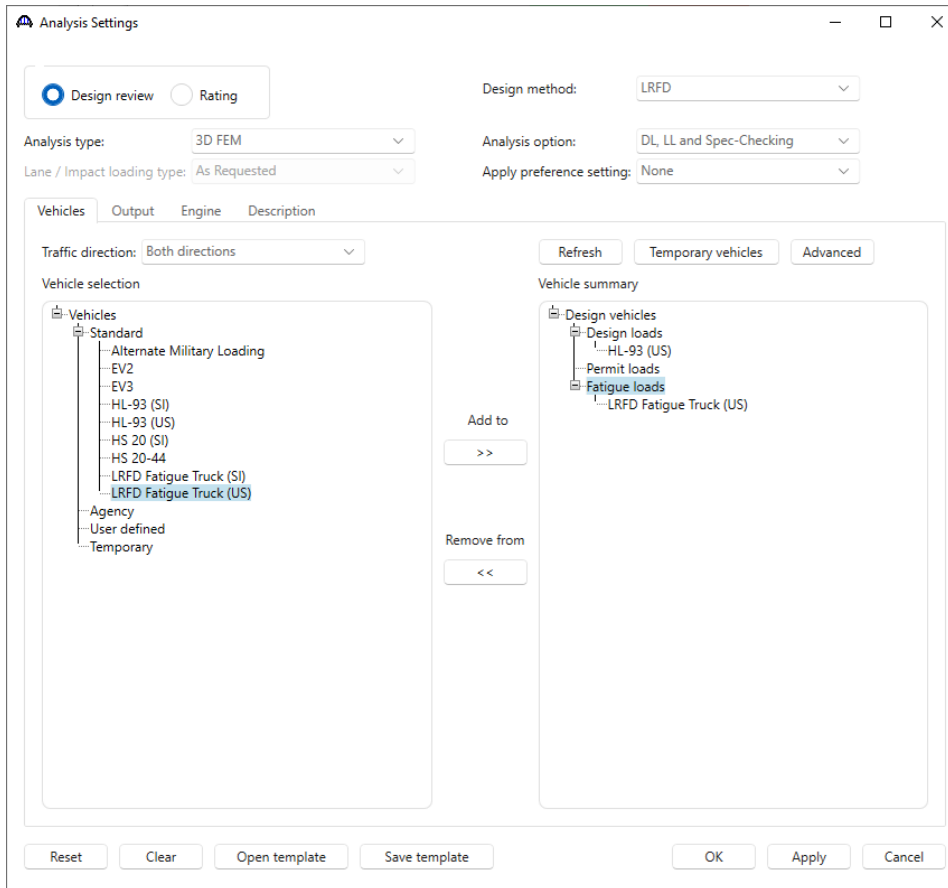 Analysis Settings
Design review
Rating
Design method:
LRFD
Analysis type:
3D FEM
Analysis option:
DL, LL and Spec-Checking
Lane / Impact loading type:
As Requested
Apply preference setting:
None
Vehicles
Output
Engine
Description
Traffic direction:
Both directions
Refresh
Temporary vehicles
Advanced
Vehicle selection
Vehicles
Standard
Alternate Military Loading
EV2
EV3
HL-93 (SI)
HL-93 (US)
HS 20 (SI)
HS 20-44
LRFD Fatigue Truck (SI)
LRFD Fatigue Truck (US)
Agency
User defined
Temporary
Add to
>>
Remove from
<<
Vehicle summary
Design vehicles
Design loads
HL-93 (US)
Permit loads
Fatigue loads
LRFD Fatigue Truck (US)
Reset
Clear
Open template
Save template
OK
Apply
Cancel